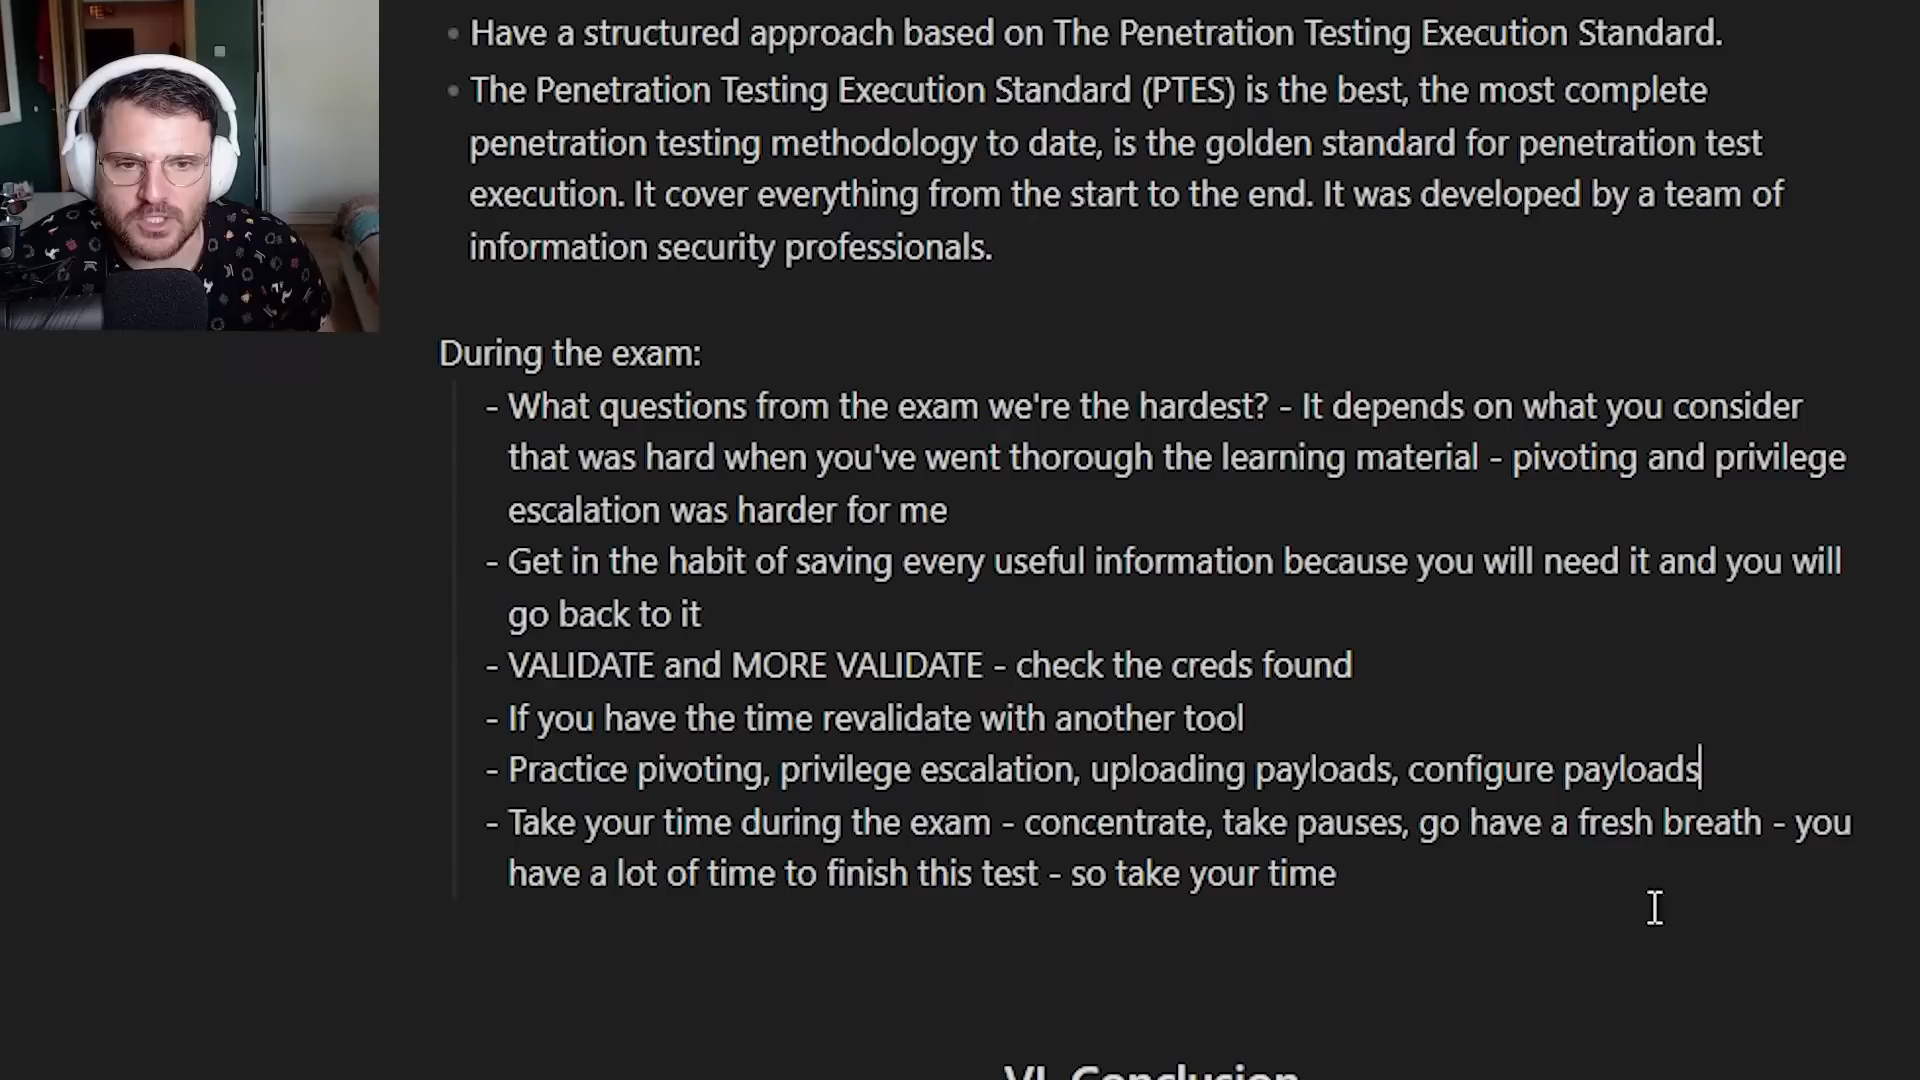 Have a structured approach based on The Penetration Testing Execution Standard.
The Penetration Testing Execution Standard (PTES) is the best, the most complete
penetration testing methodology to date, is the golden standard for penetration test
execution. It cover everything from the start to the end. It was developed by a team of
information security professionals.
During the exam:
- What questions from the exam we're the hardest? - It depends on what you consider
that was hard when you've went thorough the learning material - pivoting and privilege
escalation was harder for me
- Get in the habit of saving every useful information because you will need it and you will
go back to it
- VALIDATE and MORE VALIDATE - check the creds found
- If you have the time revalidate with another tool
- Practice pivoting, privilege escalation, uploading payloads, configure payloads
- Take your time during the exam - concentrate, take pauses, go have a fresh breath - you
have a lot of time to finish this test - so take your time
VI. Conclusion